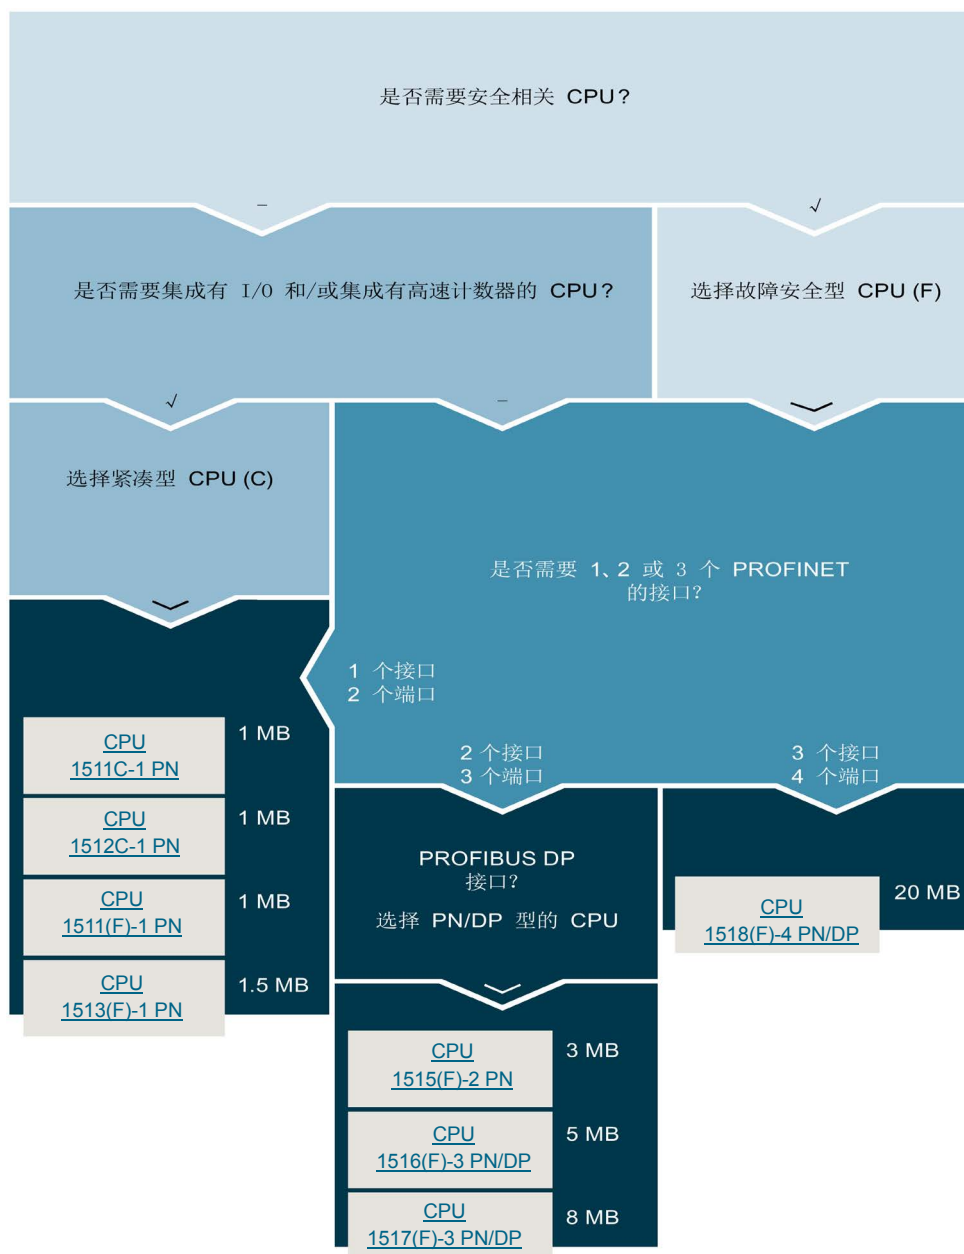 是否需要安全相关 CPU?
–
√
是否需要集成有 I/O 和/或集成有高速计数器的 CPU?
选择故障安全型 CPU (F)
√
–
选择紧凑型 CPU (C)
是否需要 1、2 或 3 个 PROFINET
的接口?
1 个接口
2 个端口
2 个接口
3 个端口
3 个接口
4 个端口
CPU
1511C-1 PN
1 MB
CPU
1512C-1 PN
1 MB
CPU
1511(F)-1 PN
1 MB
CPU
1513(F)-1 PN
1.5 MB
PROFIBUS DP
接口?
选择 PN/DP 型的 CPU
CPU
1518(F)-4 PN/DP
20 MB
CPU
1515(F)-2 PN
3 MB
CPU
1516(F)-3 PN/DP
5 MB
CPU
1517(F)-3 PN/DP
8 MB